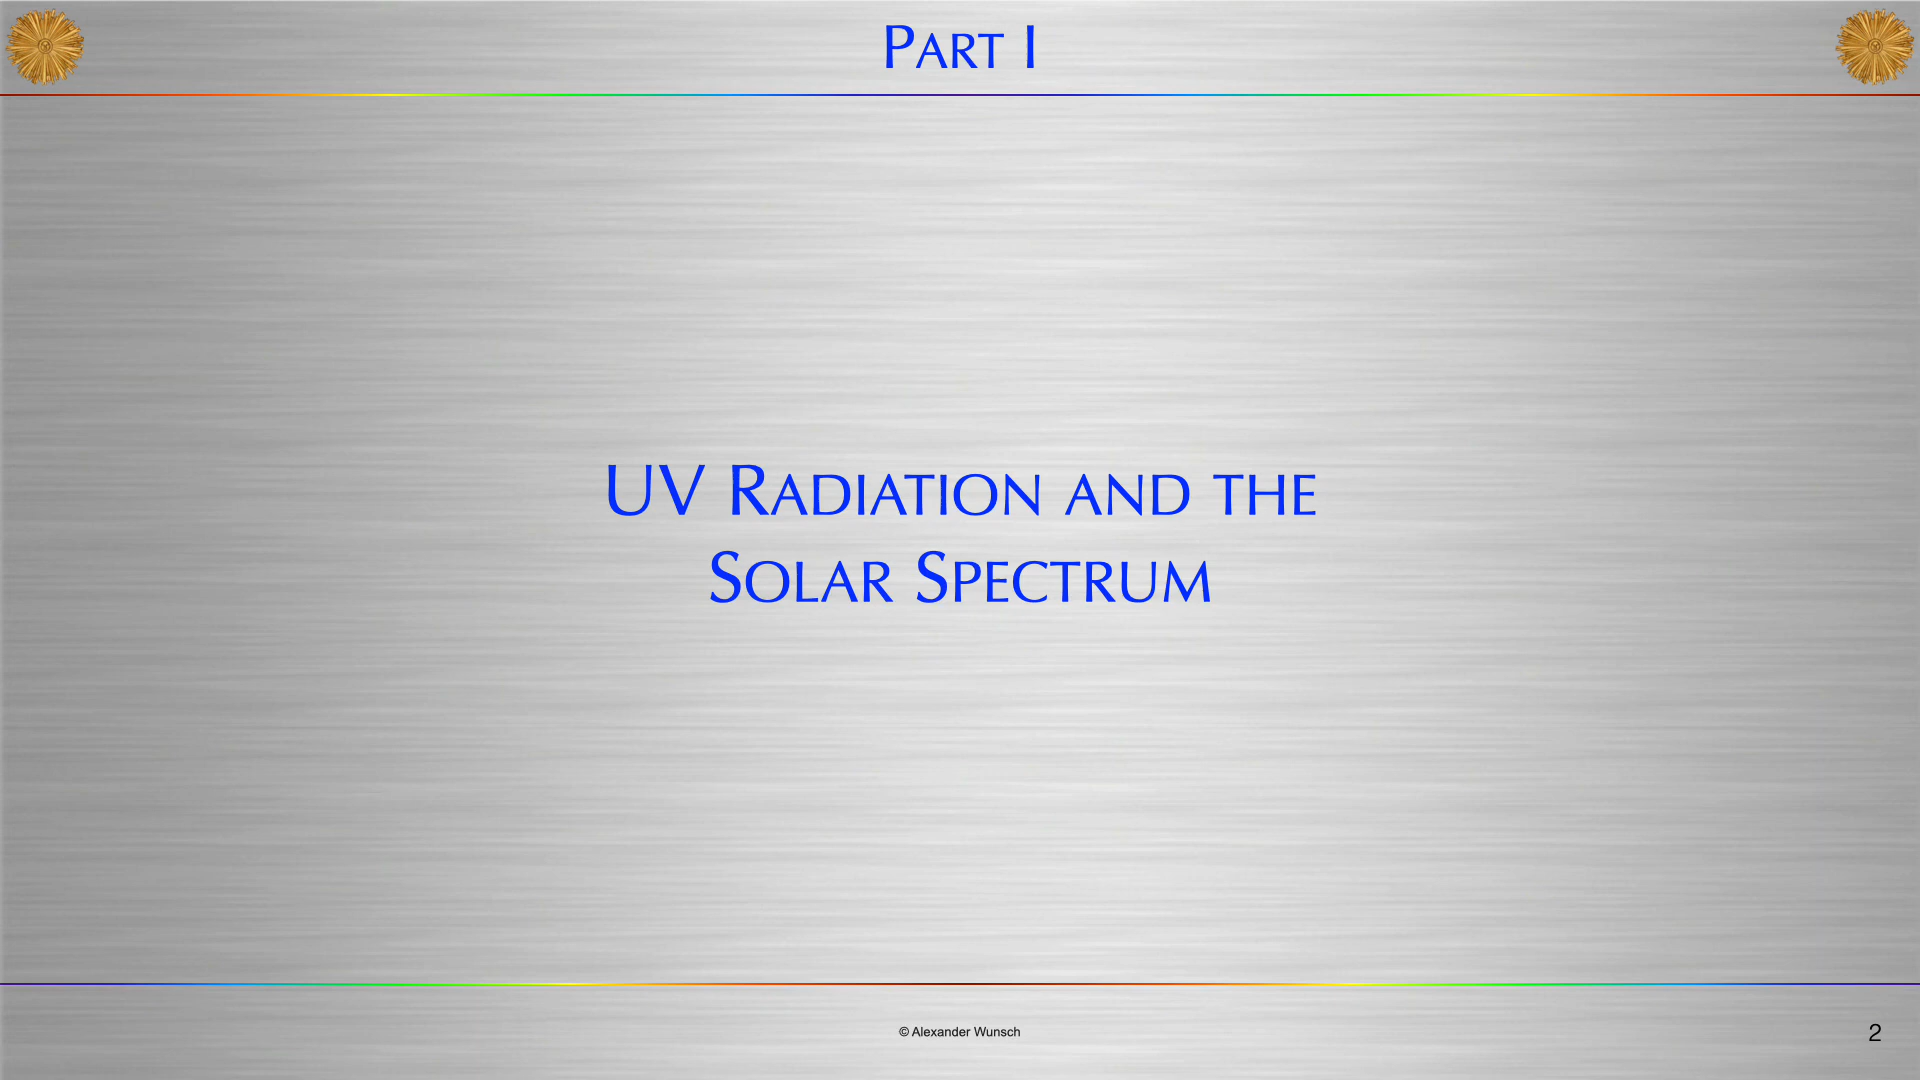 Part I
UV Radiation and the
Solar Spectrum
© Alexander Wunsch
2